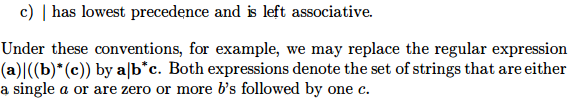 c) | has lowest precedence and is left associative.
Under these conventions, for example, we may replace the regular expression
(a)|((b)*(c)) by a|b*c. Both expressions denote the set of strings that are either
a single a or are zero or more b's followed by one c.